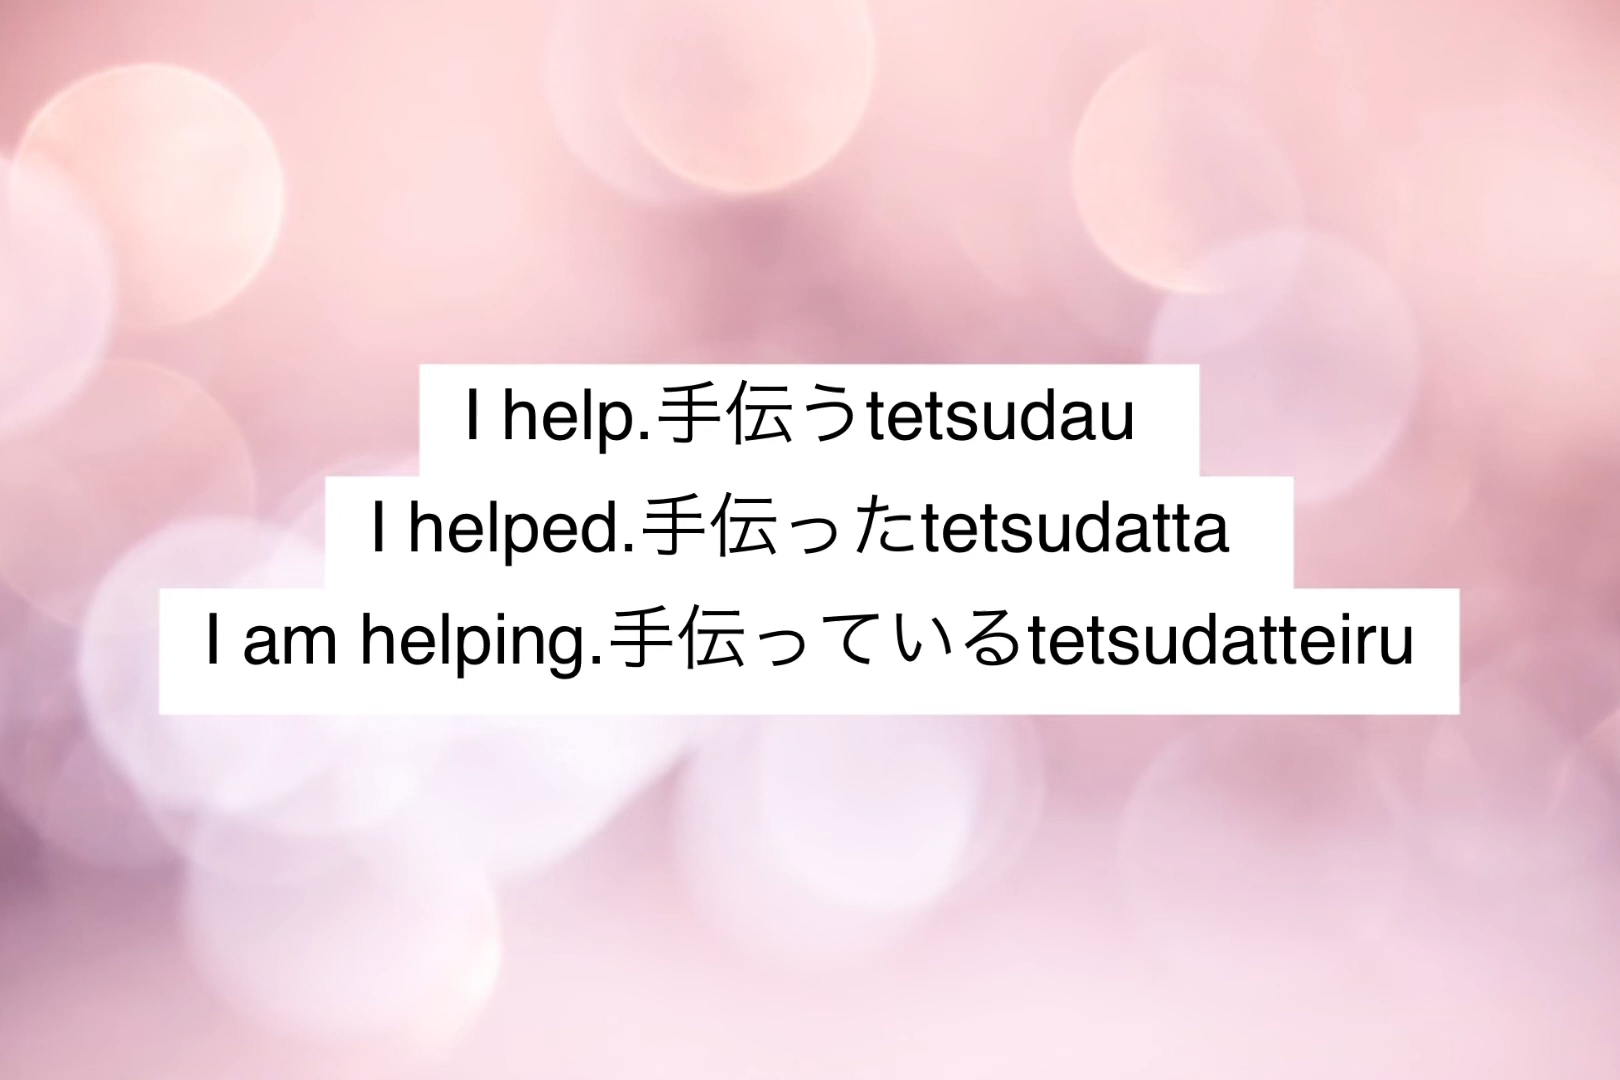 I help.手伝うtetsudau
I helped.手伝ったtetsudatta
I am helping.手伝っているtetsudatteiru